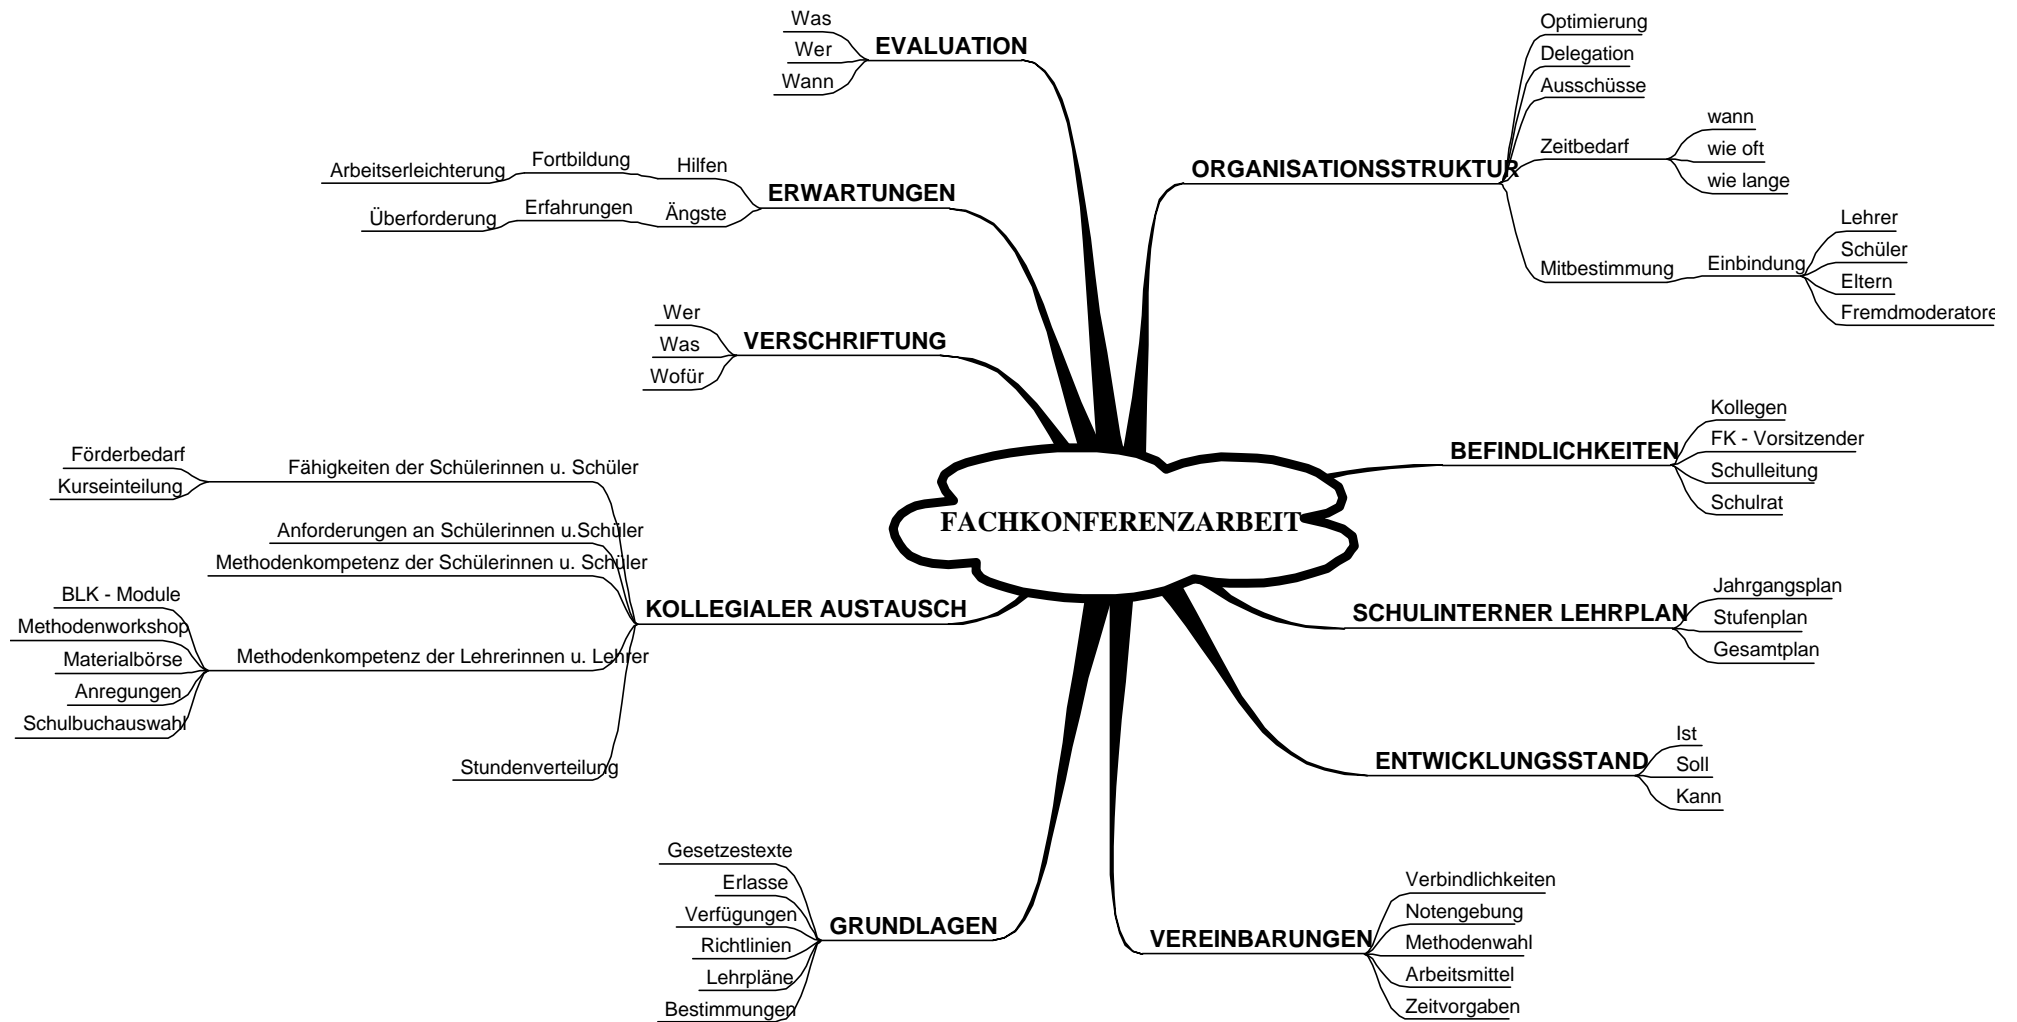 FACHKONFERENZARBEIT
EVALUATION
Was
Wer
Wann
ERWARTUNGEN
Hilfen
Fortbildung
Arbeitserleichterung
Ängste
Erfahrungen
Überforderung
VERSCHRIFTUNG
Wer
Was
Wofür
KOLLEGIALER AUSTAUSCH
Fähigkeiten der Schülerinnen u. Schüler
Förderbedarf
Kurseinteilung
Anforderungen an Schülerinnen u.Schüler
Methodenkompetenz der Schülerinnen u. Schüler
Methodenkompetenz der Lehrerinnen u. Lehrer
BLK - Module
Methodenworkshop
Materialbörse
Anregungen
Schulbuchauswahl
Stundenverteilung
GRUNDLAGEN
Gesetzestexte
Erlasse
Verfügungen
Richtlinien
Lehrpläne
Bestimmungen
ORGANISATIONSSTRUKTUR
Optimierung
Delegation
Ausschüsse
Zeitbedarf
wann
wie oft
wie lange
Mitbestimmung
Einbindung
Lehrer
Schüler
Eltern
Fremdmoderatore
BEFINDLICHKEITEN
Kollegen
FK - Vorsitzender
Schulleitung
Schulrat
SCHULINTERNER LEHRPLAN
Jahrgangsplan
Stufenplan
Gesamtplan
ENTWICKLUNGSSTAND
Ist
Soll
Kann
VEREINBARUNGEN
Verbindlichkeiten
Notengebung
Methodenwahl
Arbeitsmittel
Zeitvorgaben